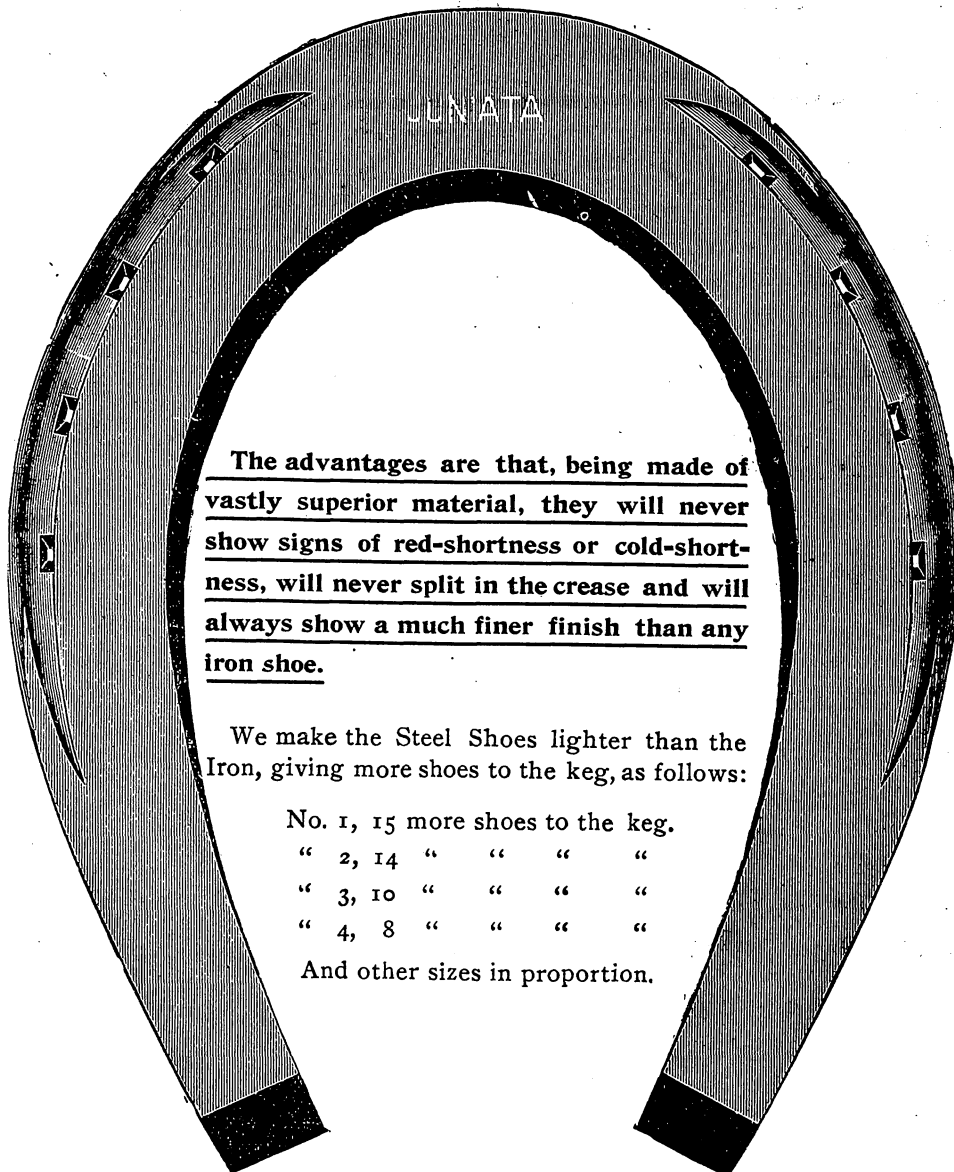 JUNIATA
The advantages are that, being made of
vastly superior material, they will never
show signs of red-shortness or cold-short-
ness, will never split in the crease and will
always show a much finer finish than any
iron shoe.
We make the Steel Shoes lighter than the
Iron, giving more shoes to the keg, as follows:
No. 1, 15 more shoes to the keg.
“ 2, 14 “ “ “ “
“ 3, 10 “ “ “ “
“ 4, 8 “ “ “ “
And other sizes in proportion.